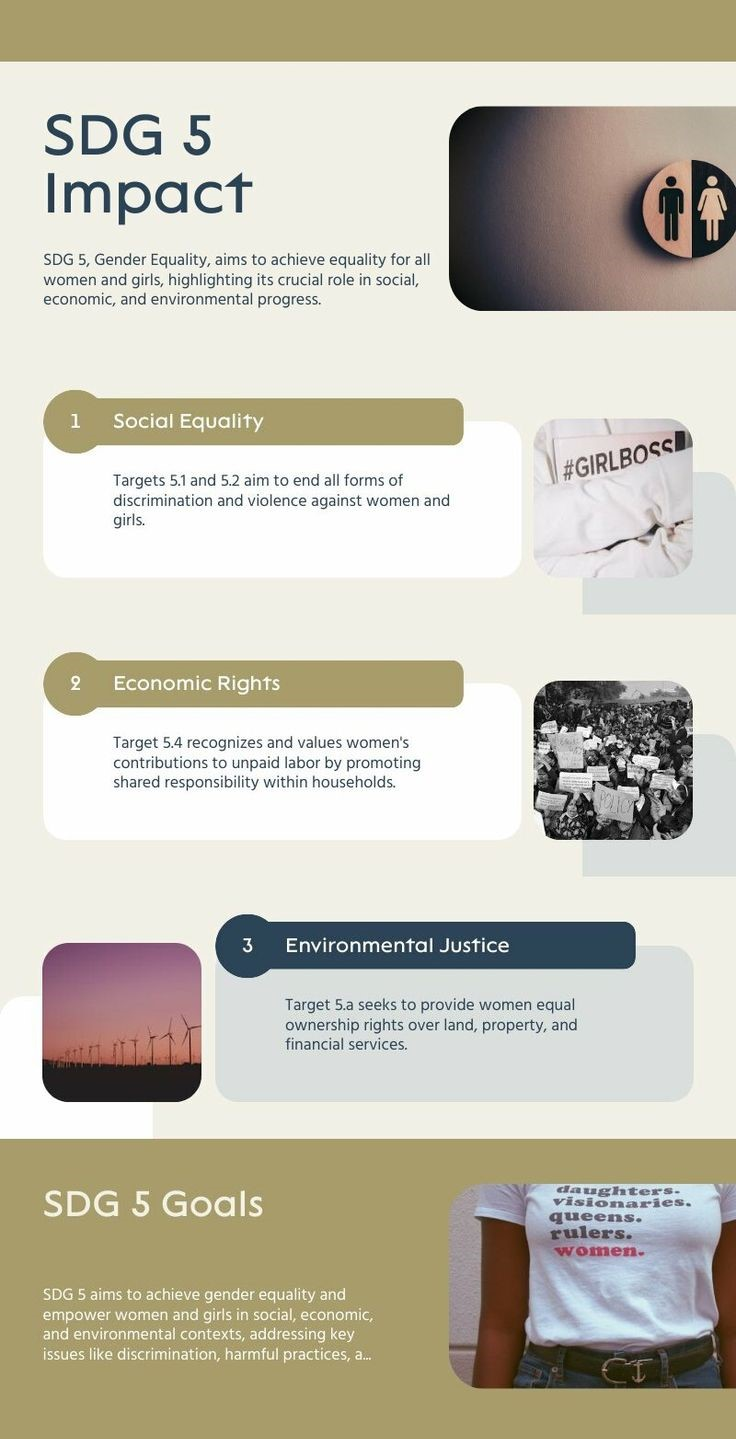 SDG 5
Impact
SDG 5, Gender Equality, aims to achieve equality for all
women and girls, highlighting its crucial role in social,
economic, and environmental progress.
1
Social Equality
Targets 5.1 and 5.2 aim to end all forms of
discrimination and violence against women and
girls.
#GIRLBOSS
2
Economic Rights
Target 5.4 recognizes and values women's
contributions to unpaid labor by promoting
shared responsibility within households.
3
Environmental Justice
Target 5.a seeks to provide women equal
ownership rights over land, property, and
financial services.
SDG 5 Goals
SDG 5 aims to achieve gender equality and
empower women and girls in social, economic,
and environmental contexts, addressing key
issues like discrimination, harmful practices, a...
daughters.
visionaries.
queens.
rulers.
women.